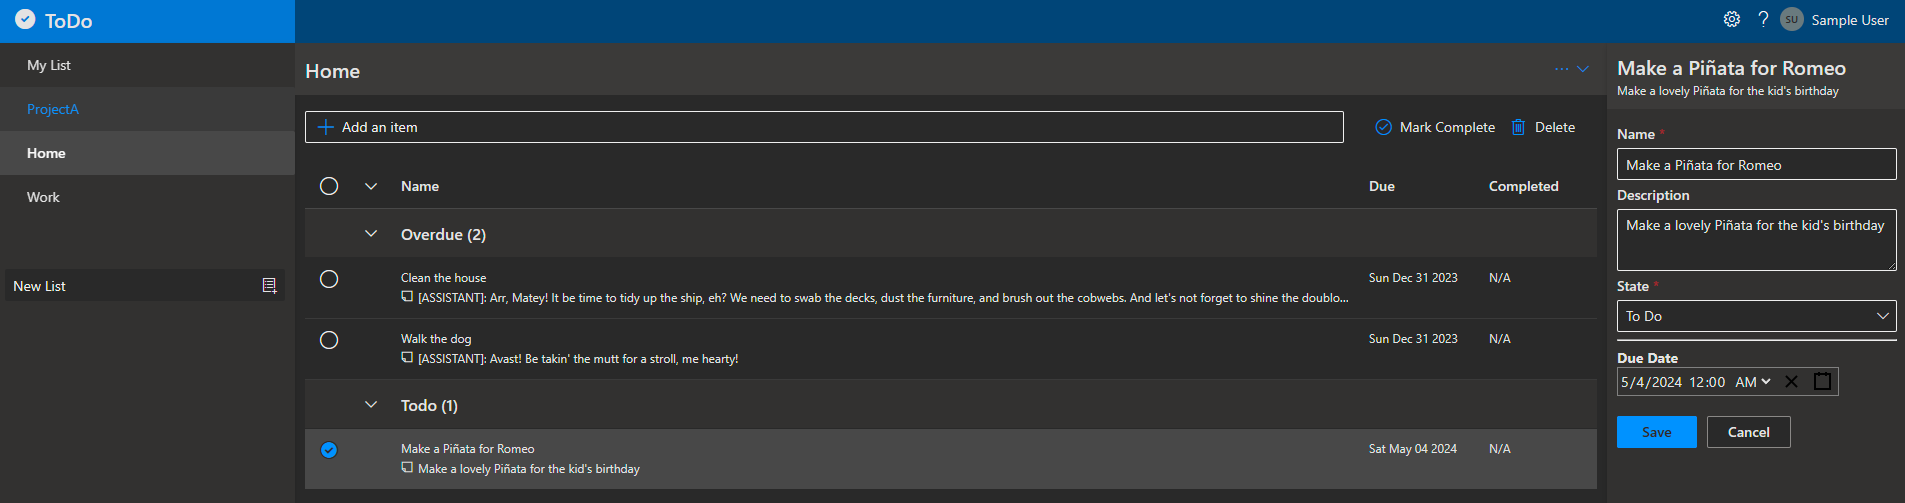 ToDo
SU Sample User
My List
ProjectA
Home
Work
New List
Home
Add an item
Mark Complete
Delete
Name Due Completed
Overdue (2)
Clean the house Sun Dec 31 2023 N/A
[ASSISTANT]: Arr, Matey! It be time to tidy up the ship, eh? We need to swab the decks, dust the furniture, and brush out the cobwebs. And let's not forget to shine the doublo...
Walk the dog Sun Dec 31 2023 N/A
[ASSISTANT]: Avast! Be takin' the mutt for a stroll, me hearty!
Todo (1)
Make a Piñata for Romeo Sat May 04 2024 N/A
Make a lovely Piñata for the kid's birthday
Make a Piñata for Romeo
Make a lovely Piñata for the kid's birthday
Name *
Make a Piñata for Romeo
Description
Make a lovely Piñata for the kid's birthday
State *
To Do
Due Date
5/4/2024 12:00 AM
Save Cancel